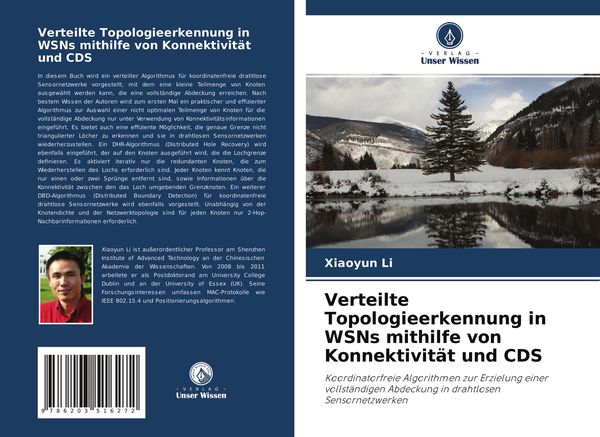 Verteilte Topologieerkennung in
WSNs mithilfe von Konnektivität
und CDS
In diesem Buch wird ein verteilter Algorithmus für koordinatenfreie drahtlose
Sensornetzwerke vorgestellt, mit dem eine kleine Teilmenge von Knoten
ausgewählt werden kann, die eine vollständige Abdeckung erreichen. Nach
bestem Wissen der Autoren wird zum ersten Mal ein praktischer und effizienter
Algorithmus zur Auswahl einer nicht optimalen Teilmenge von Knoten für die
vollständige Abdeckung nur unter Verwendung von Konnektivitätsinformationen
eingeführt. Es bietet auch eine effiziente Möglichkeit, die genaue Grenze nicht
triangulierter Löcher zu erkennen und sie in drahtlosen Sensornetzwerken
wiederherzustellen. Ein DHR-Algorithmus (Distributed Hole Recovery) wird
ebenfalls eingeführt, der auf den Knoten ausgeführt wird, die die Lochgrenze
definieren. Es aktiviert iterativ nur die redundanten Knoten, die zum
Wiederherstellen des Lochs erforderlich sind. Jeder Knoten kennt Knoten, die
nur einen oder zwei Sprünge entfernt sind, sowie Informationen über die
Konnektivität zwischen den das Loch umgebenden Grenzknoten. Ein weiterer
DBD-Algorithmus (Distributed Boundary Detection) für koordinatenfreie
drahtlose Sensornetzwerke wird ebenfalls vorgestellt. Unabhängig von der
Knotendichte und der Netzwerktopologie sind für jeden Knoten nur 2-Hop-
Nachbarinformationen erforderlich.
Xiaoyun Li ist außerordentlicher Professor am Shenzhen
Institute of Advanced Technology an der Chinesischen
Akademie der Wissenschaften. Von 2008 bis 2011
arbeitete er als Postdoktorand am University College
Dublin und an der University of Essex (UK). Seine
Forschungsinteressen umfassen MAC-Protokolle wie
IEEE 802.15.4 und Positionierungsalgorithmen.
9 786203 516272
VERLAG
Unser Wissen
VERLAG
Unser Wissen
Xiaoyun Li
Verteilte
Topologieerkennung in
WSNs mithilfe von
Konnektivität und CDS
Koordinatorfreie Algorithmen zur Erzielung einer
vollständigen Abdeckung in drahtlosen
Sensornetzwerken